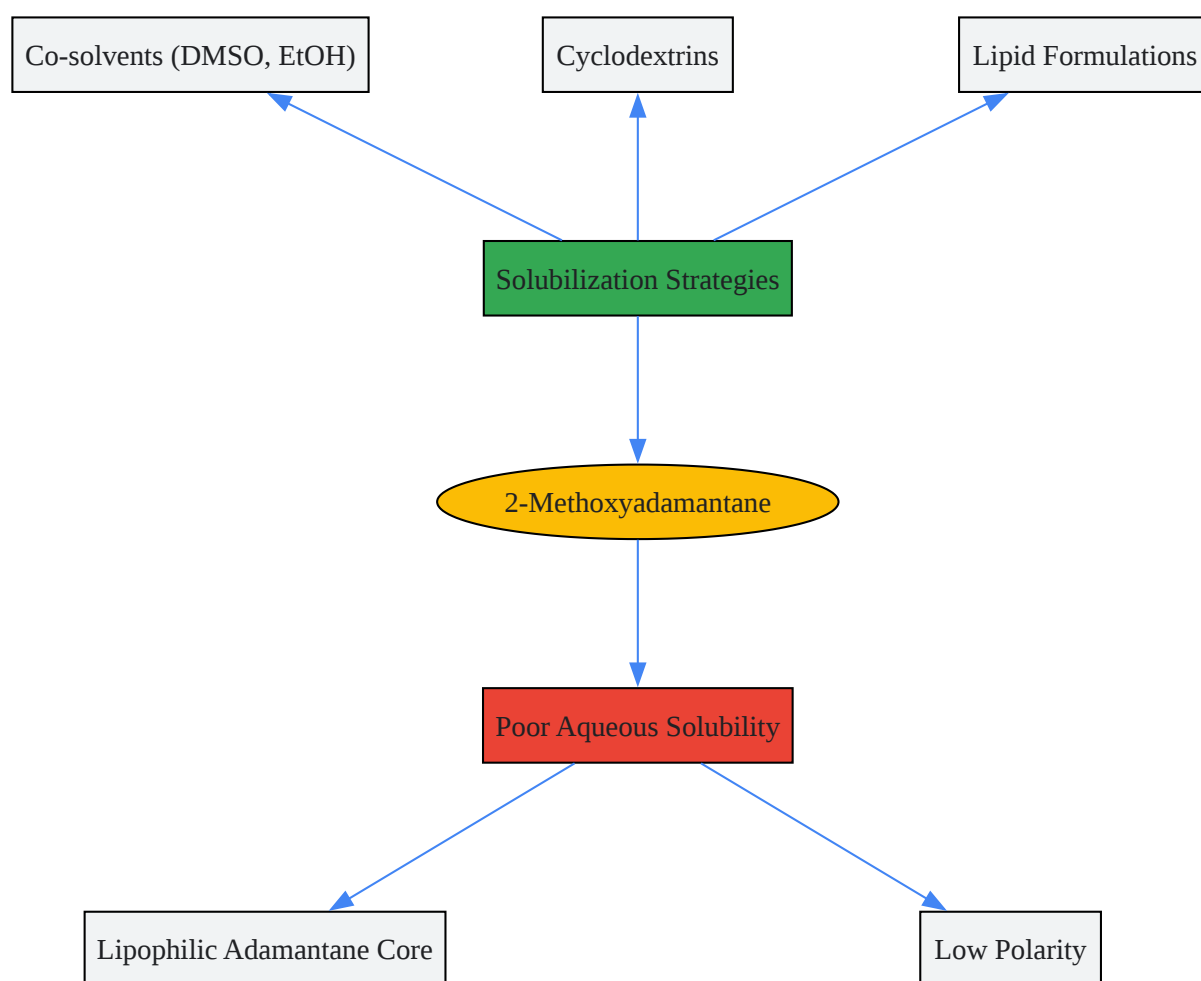 Co-solvents (DMSO, EtOH)
Cyclodextrins
Lipid Formulations
Solubilization Strategies
2-Methoxyadamantane
Poor Aqueous Solubility
Lipophilic Adamantane Core
Low Polarity